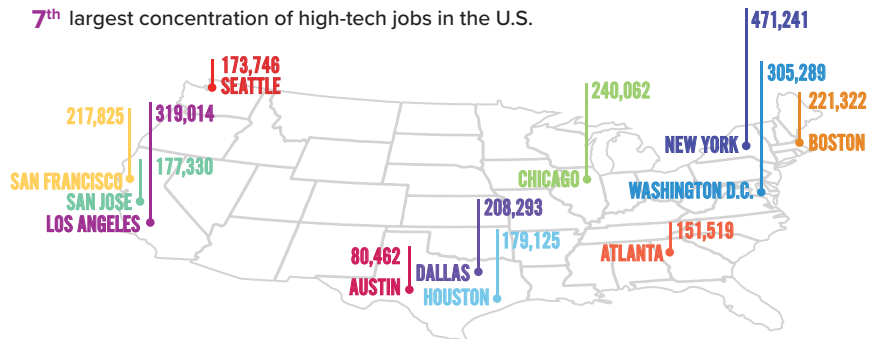 7th largest concentration of high-tech jobs in the U.S.
471,241
NEW YORK
305,289
WASHINGTON D.C.
221,322
BOSTON
173,746
SEATTLE
240,062
CHICAGO
217,825
SAN FRANCISCO
319,014
LOS ANGELES
177,330
SAN JOSE
208,293
DALLAS
179,125
HOUSTON
80,462
AUSTIN
151,519
ATLANTA